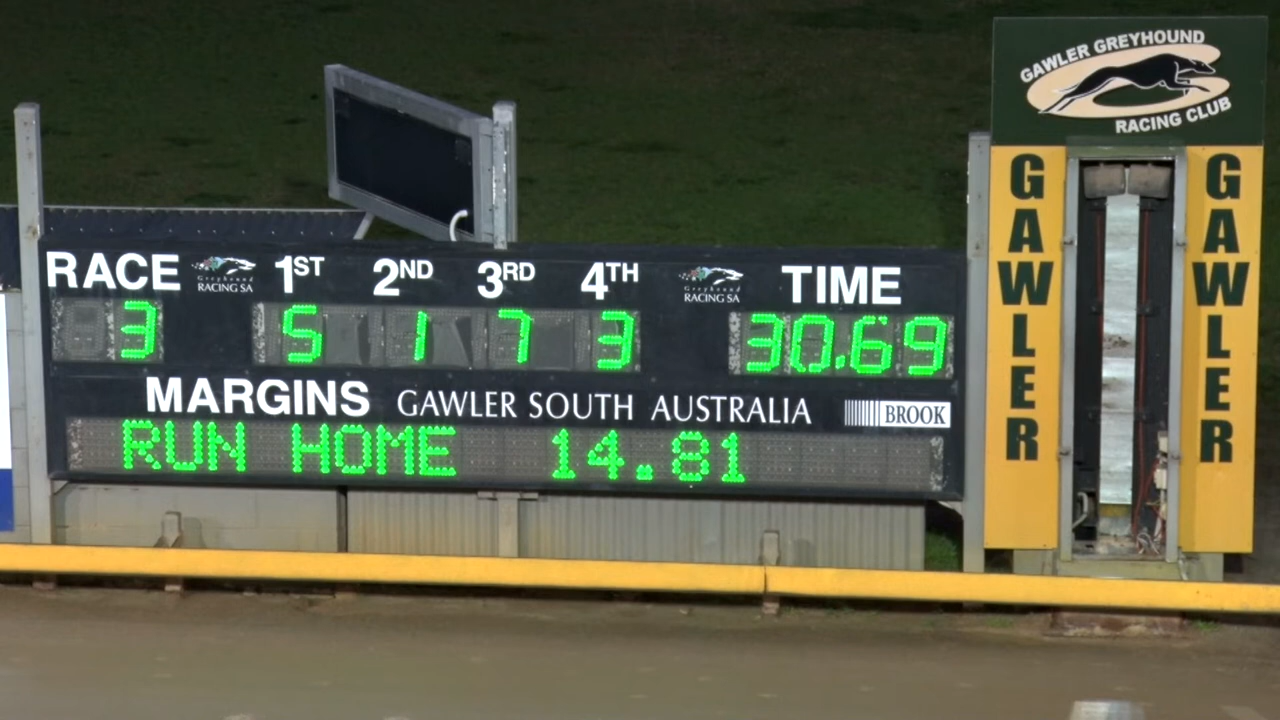 GAWLER GREYHOUND
RACING CLUB
GAWLER
GAWLER
RACE
Greyhound
RACING SA
1ST 2ND 3RD 4TH
Greyhound
RACING SA
TIME
3 5 1 7 3 30.69
MARGINS GAWLER SOUTH AUSTRALIA BROOK
RUN HOME 14.81